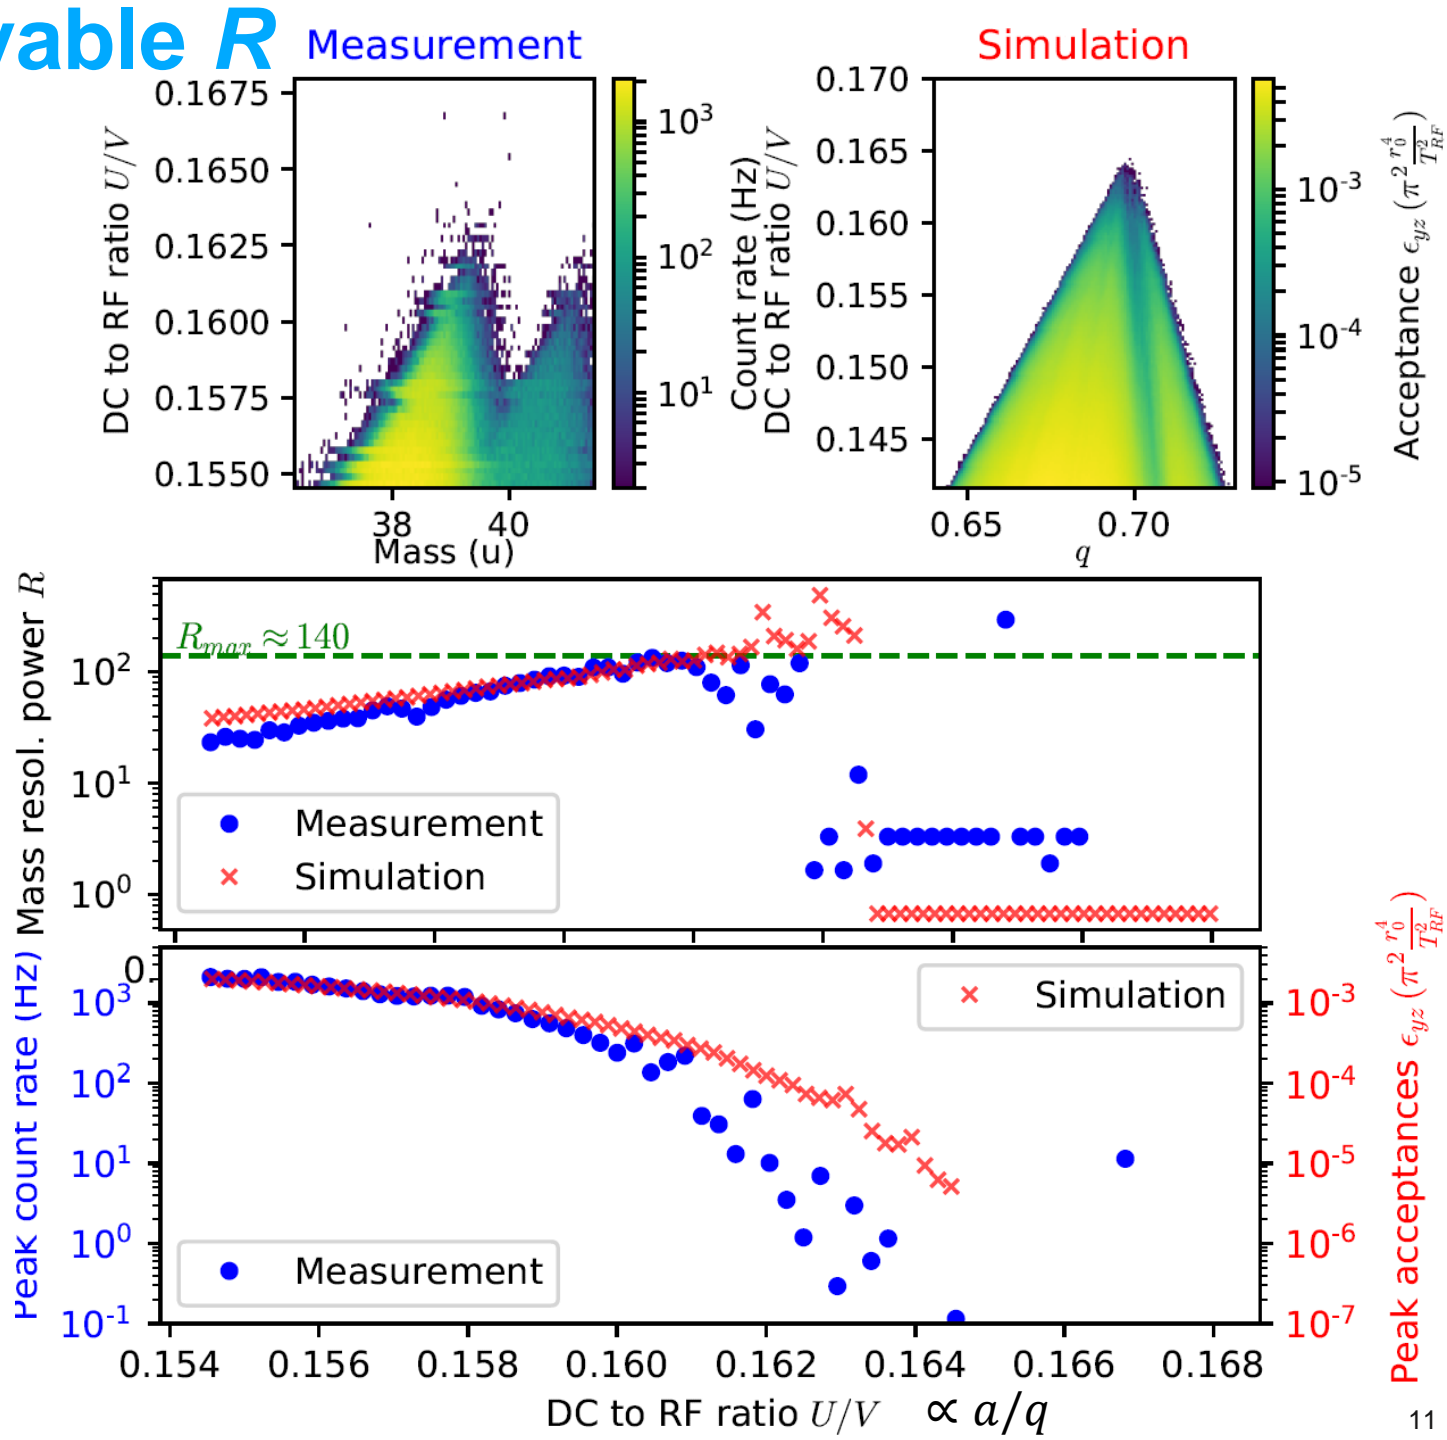 vable R
Measurement
Simulation
DC to RF ratio U/V
0.1675
0.1650
0.1625
0.1600
0.1575
0.1550
38
40
Mass (u)
10³
10²
10¹
Count rate (Hz)
DC to RF ratio U/V
0.170
0.165
0.160
0.155
0.150
0.145
0.65
0.70
q
10⁻³
10⁻⁴
10⁻⁵
Acceptance ϵ_yz (π² r₀⁴/T²_RF)
Mass resol. power R
10²
10¹
10⁰
R_max ≈ 140
Measurement
Simulation
Peak count rate (Hz)
0
10³
10²
10¹
10⁰
10⁻¹
Simulation
Measurement
10⁻³
10⁻⁴
10⁻⁵
10⁻⁶
10⁻⁷
Peak acceptances ϵ_yz (π² r₀⁴/T²_RF)
0.154 0.156 0.158 0.160 0.162 0.164 0.166 0.168
DC to RF ratio U/V ∝ a/q
11